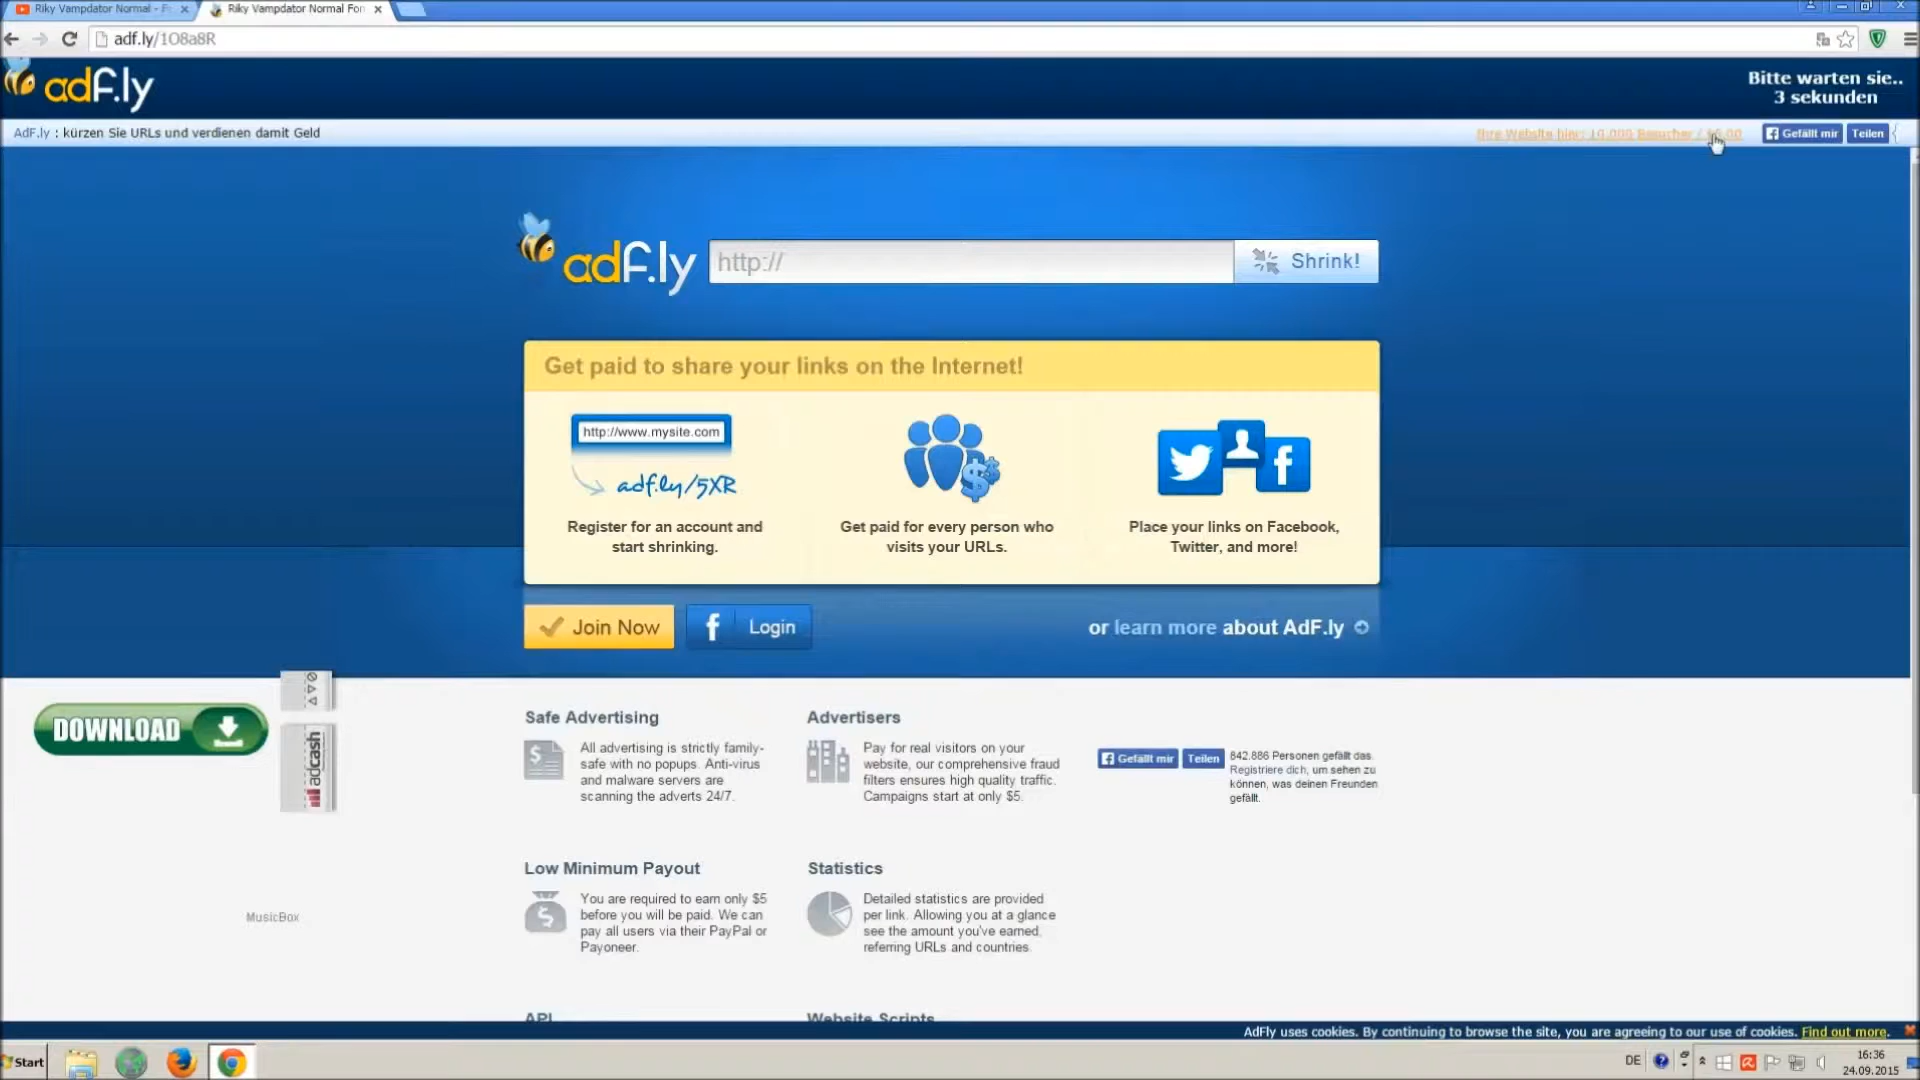 Riky Vampdator Normal - F
Riky Vampdator Normal For
adf.ly/1O8a8R
adf.ly
Bitte warten sie..
3 sekunden
AdF.ly : kürzen Sie URLs und verdienen damit Geld
Ihre Website hier: 10.000 Besucher /
Gefällt mir
Teilen
adf.ly
http://
Shrink!
Get paid to share your links on the Internet!
http://www.mysite.com
adf.ly/5XR
Register for an account and
start shrinking.
Get paid for every person who
visits your URLs.
Place your links on Facebook,
Twitter, and more!
Join Now
Login
or learn more about AdF.ly
DOWNLOAD
adcash
MusicBox
Safe Advertising
All advertising is strictly family-
safe with no popups. Anti-virus
and malware servers are
scanning the adverts 24/7.
Advertisers
Pay for real visitors on your
website, our comprehensive fraud
filters ensures high quality traffic.
Campaigns start at only $5.
Gefällt mir
Teilen
842.886 Personen gefällt das.
Registriere dich, um sehen zu
können, was deinen Freunden
gefällt.
Low Minimum Payout
You are required to earn only $5
before you will be paid. We can
pay all users via their PayPal or
Payoneer.
Statistics
Detailed statistics are provided
per link. Allowing you at a glance
see the amount you've earned,
referring URLs and countries.
API
Website Scripts
AdFly uses cookies. By continuing to browse the site, you are agreeing to our use of cookies. Find out more.
Start
DE
16:36
24.09.2015